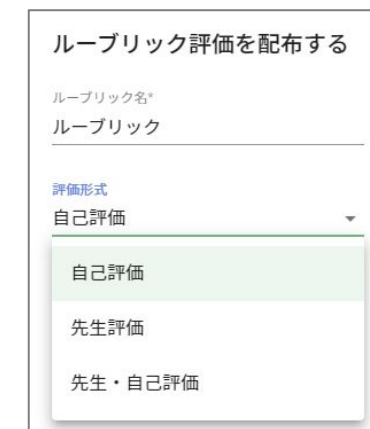 ルーブリック評価を配布する
ルーブリック名*
ルーブリック
評価形式
自己評価
自己評価
先生評価
先生・自己評価